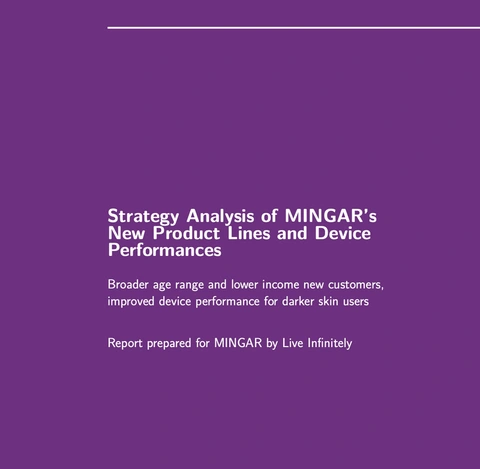 Strategy Analysis of MINGAR's
New Product Lines and Device
Performances
Broader age range and lower income new customers,
improved device performance for darker skin users
Report prepared for MINGAR by Live Infinitely